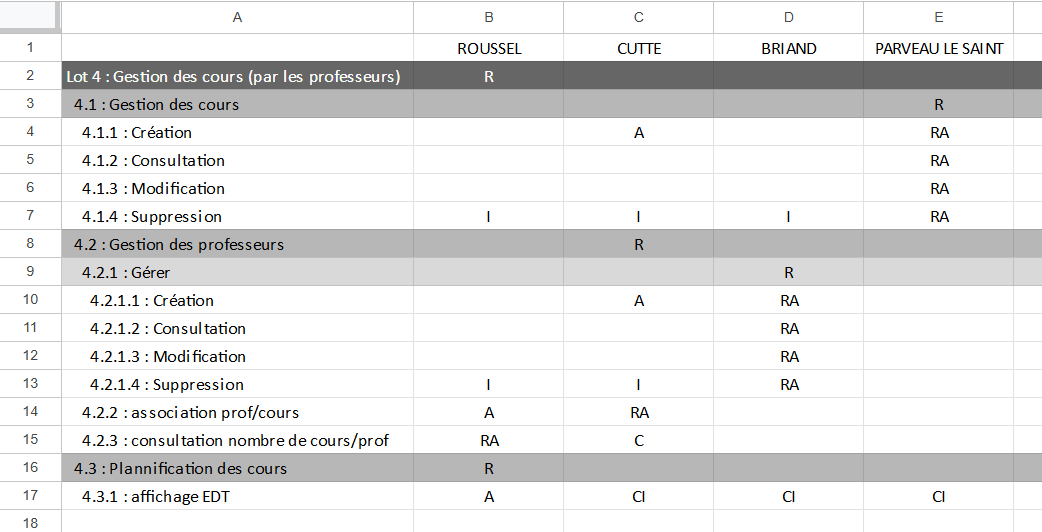 A B C D E
1 ROUSSEL CUTTE BRIAND PARVEAU LE SAINT
2 Lot 4 : Gestion des cours (par les professeurs) R
3 4.1 : Gestion des cours R
4 4.1.1 : Création A RA
5 4.1.2 : Consultation RA
6 4.1.3 : Modification RA
7 4.1.4 : Suppression I I I RA
8 4.2 : Gestion des professeurs R
9 4.2.1 : Gérer R
10 4.2.1.1 : Création A RA
11 4.2.1.2 : Consultation RA
12 4.2.1.3 : Modification RA
13 4.2.1.4 : Suppression I I RA
14 4.2.2 : association prof/cours A RA
15 4.2.3 : consultation nombre de cours/prof RA C
16 4.3 : Plannification des cours R
17 4.3.1 : affichage EDT A CI CI CI
18